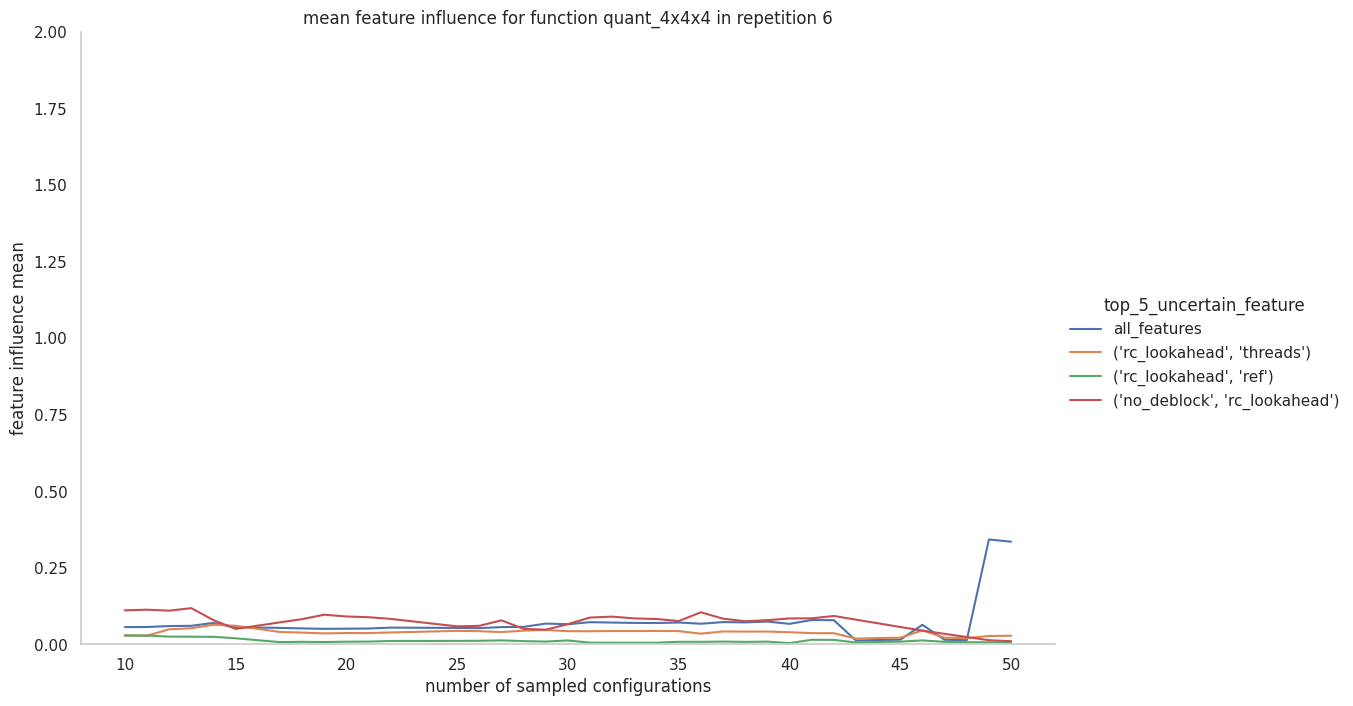 mean feature influence for function quant_4x4x4 in repetition 6
2.00
1.75
1.50
1.25
1.00
0.75
0.50
0.25
0.00
feature influence mean
10 15 20 25 30 35 40 45 50
number of sampled configurations
top_5_uncertain_feature
all_features
('rc_lookahead', 'threads')
('rc_lookahead', 'ref')
('no_deblock', 'rc_lookahead')